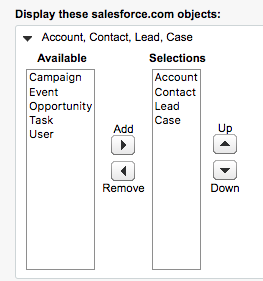 Display these salesforce.com objects:
Account, Contact, Lead, Case
Available
Selections
Campaign
Event
Opportunity
Task
User
Add
Remove
Account
Contact
Lead
Case
Up
Down